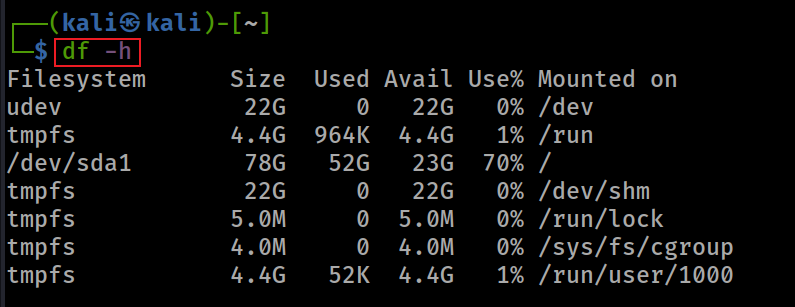 ┌──(kali㉿kali)-[~]
└─$ df -h
Filesystem      Size  Used Avail Use% Mounted on
udev             22G     0   22G   0% /dev
tmpfs           4.4G  964K  4.4G   1% /run
/dev/sda1        78G   52G   23G  70% /
tmpfs            22G     0   22G   0% /dev/shm
tmpfs           5.0M     0  5.0M   0% /run/lock
tmpfs           4.0M     0  4.0M   0% /sys/fs/cgroup
tmpfs           4.4G   52K  4.4G   1% /run/user/1000